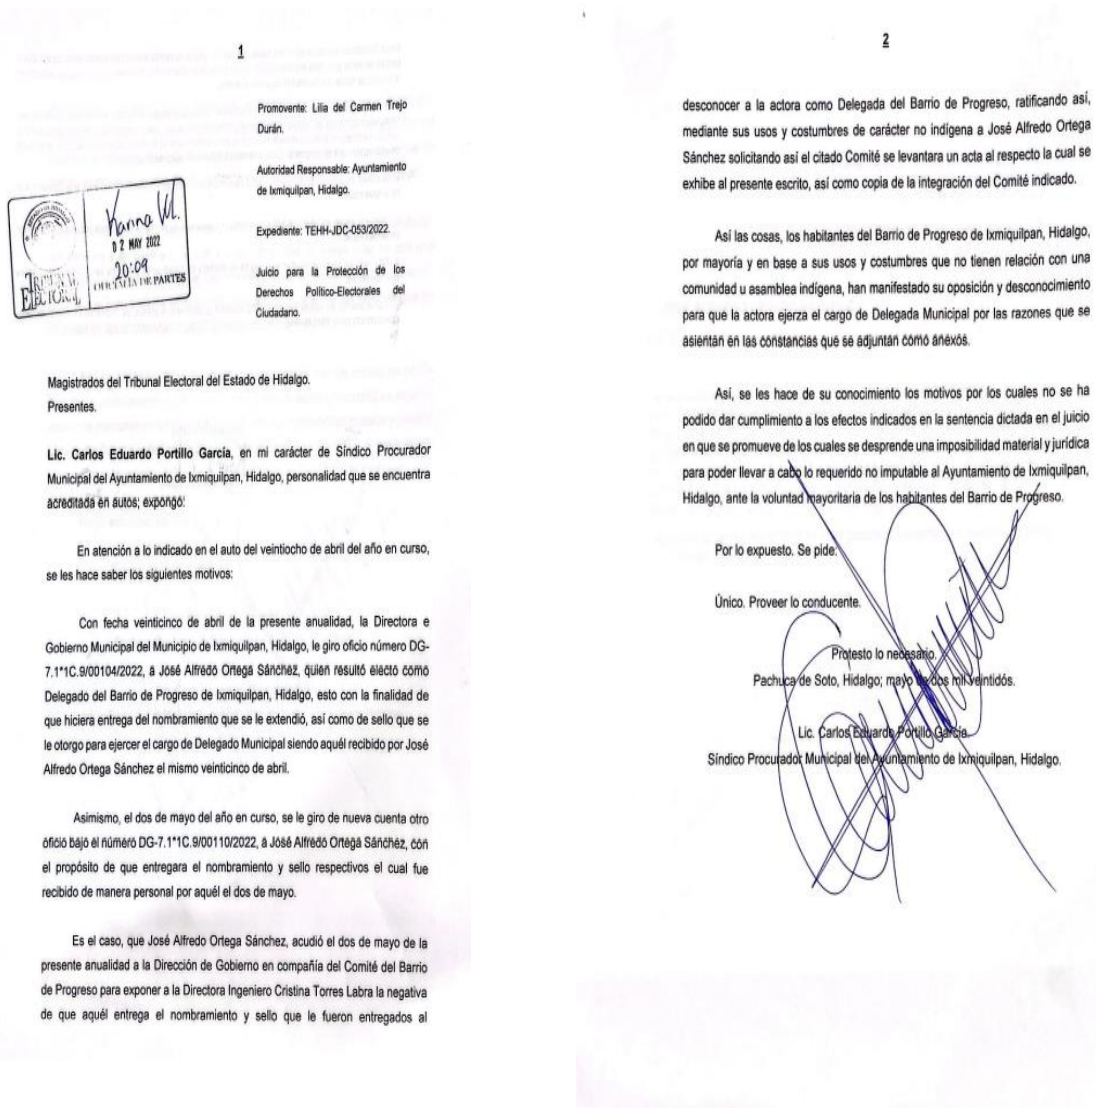 1
Promovente: Lilia del Carmen Trejo
Durán.
Autoridad Responsable: Ayuntamiento
de Ixmiquilpan, Hidalgo.
Expediente: TEHH-JDC-053/2022.
Juicio para la Protección de los
Derechos Político-Electorales del
Ciudadano.
Karina M.
02 MAY 2022
20:09
TRIBUNAL
ELECTORAL
OFICIALIA DE PARTES
Magistrados del Tribunal Electoral del Estado de Hidalgo.
Presentes.
Lic. Carlos Eduardo Portillo García, en mi carácter de Síndico Procurador
Municipal del Ayuntamiento de Ixmiquilpan, Hidalgo, personalidad que se encuentra
acreditada en autos; expongo:
En atención a lo indicado en el auto del veintiocho de abril del año en curso,
se les hace saber los siguientes motivos:
Con fecha veinticinco de abril de la presente anualidad, la Directora e
Gobierno Municipal del Municipio de Ixmiquilpan, Hidalgo, le giro oficio número DG-
7.1*1C.9/00104/2022, a José Alfredo Ortega Sánchez, quien resultó electo como
Delegado del Barrio de Progreso de Ixmiquilpan, Hidalgo, esto con la finalidad de
que hiciera entrega del nombramiento que se le extendió, así como de sello que se
le otorgo para ejercer el cargo de Delegado Municipal siendo aquél recibido por José
Alfredo Ortega Sánchez el mismo veinticinco de abril.
Asimismo, el dos de mayo del año en curso, se le giro de nueva cuenta otro
oficio bajo el número DG-7.1*1C.9/00110/2022, a José Alfredo Ortega Sánchez, con
el propósito de que entregara el nombramiento y sello respectivos el cual fue
recibido de manera personal por aquél el dos de mayo.
Es el caso, que José Alfredo Ortega Sánchez, acudió el dos de mayo de la
presente anualidad a la Dirección de Gobierno en compañía del Comité del Barrio
de Progreso para exponer a la Directora Ingeniero Cristina Torres Labra la negativa
de que aquél entrega el nombramiento y sello que le fueron entregados al
2
desconocer a la actora como Delegada del Barrio de Progreso, ratificando así,
mediante sus usos y costumbres de carácter no indígena a José Alfredo Ortega
Sánchez solicitando así el citado Comité se levantara un acta al respecto la cual se
exhibe al presente escrito, así como copia de la integración del Comité indicado.
Así las cosas, los habitantes del Barrio de Progreso de Ixmiquilpan, Hidalgo,
por mayoría y en base a sus usos y costumbres que no tienen relación con una
comunidad u asamblea indígena, han manifestado su oposición y desconocimiento
para que la actora ejerza el cargo de Delegada Municipal por las razones que se
asientan en las constancias que se adjuntan como anexos.
Así, se les hace de su conocimiento los motivos por los cuales no se ha
podido dar cumplimiento a los efectos indicados en la sentencia dictada en el juicio
en que se promueve de los cuales se desprende una imposibilidad material y jurídica
para poder llevar a cabo lo requerido no imputable al Ayuntamiento de Ixmiquilpan,
Hidalgo, ante la voluntad mayoritaria de los habitantes del Barrio de Progreso.
Por lo expuesto. Se pide:
Único. Proveer lo conducente.
Protesto lo necesario.
Pachuca de Soto, Hidalgo; mayo de dos mil veintidós.
Lic. Carlos Eduardo Portillo García.
Síndico Procurador Municipal del Ayuntamiento de Ixmiquilpan, Hidalgo.